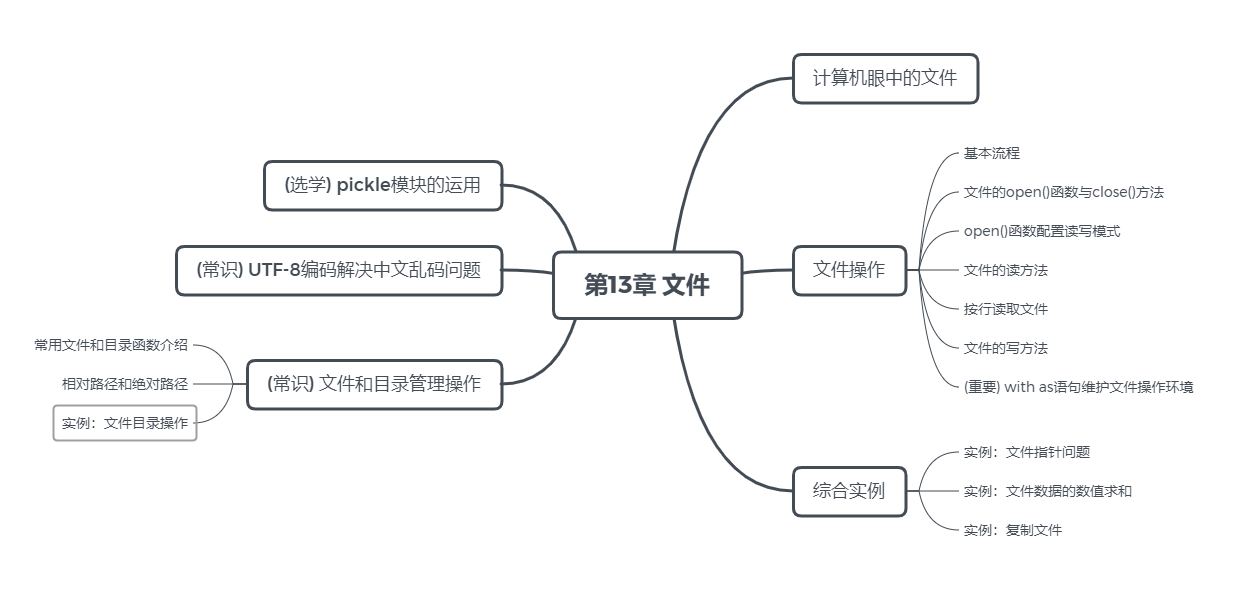 第13章 文件
计算机眼中的文件
文件操作
基本流程
文件的open()函数与close()方法
open()函数配置读写模式
文件的读方法
按行读取文件
文件的写方法
(重要) with as语句维护文件操作环境
综合实例
实例：文件指针问题
实例：文件数据的数值求和
实例：复制文件
(选学) pickle模块的运用
(常识) UTF-8编码解决中文乱码问题
(常识) 文件和目录管理操作
常用文件和目录函数介绍
相对路径和绝对路径
实例：文件目录操作